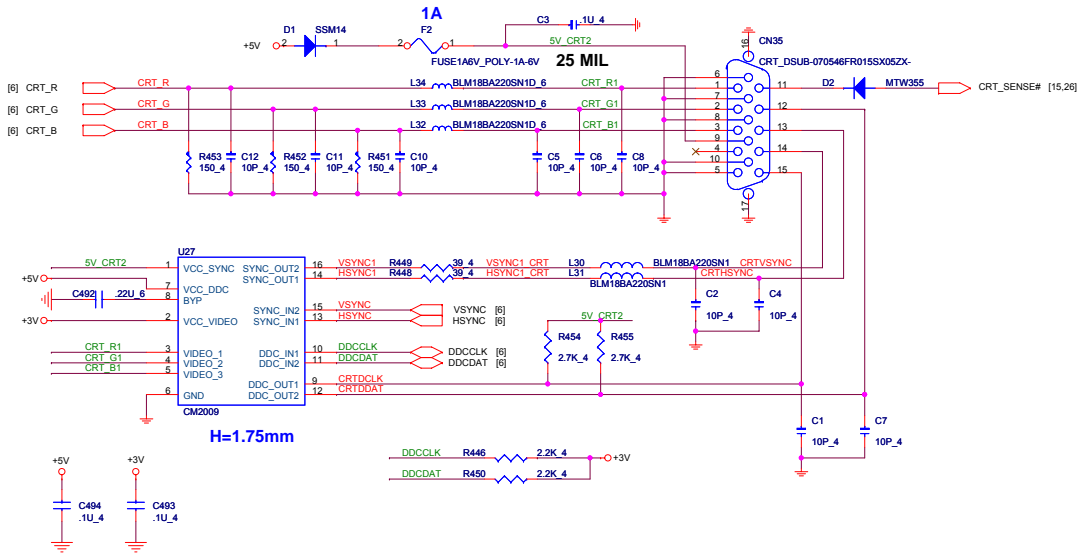 1A
D1 SSM14 F2 C3 .1U_4
+5V 2 1 2 1 5V_CRT2 16 CN35
FUSE1A6V_POLY-1A-6V 25 MIL CRT_DSUB-070546FR015SX05ZX-
[6] CRT_R CRT_R L34 BLM18BA220SN1D_6 CRT_R1 6 1 11 D2 MTW355 CRT_SENSE# [15,26]
[6] CRT_G CRT_G L33 BLM18BA220SN1D_6 CRT_G1 7 2 12
[6] CRT_B CRT_B L32 BLM18BA220SN1D_6 CRT_B1 8 3 13
9 4 14
10 5 15
R453 C12 R452 C11 R451 C10 C5 C6 C8
150_4 10P_4 150_4 10P_4 150_4 10P_4 10P_4 10P_4 10P_4
17
U27
5V_CRT2 1 VCC_SYNC SYNC_OUT2 16 VSYNC1 R449 39_4 VSYNC1_CRT L30 BLM18BA220SN1 CRTVSYNC
+5V 7 VCC_DDC SYNC_OUT1 14 HSYNC1 R448 39_4 HSYNC1_CRT L31 CRTHSYNC
BLM18BA220SN1
C492 .22U_6 8 BYP
C2 C4
10P_4 10P_4
SYNC_IN2 15 VSYNC VSYNC [6]
+3V 2 VCC_VIDEO SYNC_IN1 13 HSYNC HSYNC [6]
5V_CRT2
R454 R455
2.7K_4 2.7K_4
CRT_R1 3 VIDEO_1 DDC_IN1 10 DDCCLK DDCCLK [6]
CRT_G1 4 VIDEO_2 DDC_IN2 11 DDCDAT DDCDAT [6]
CRT_B1 5 VIDEO_3
DDC_OUT1 9 CRTDCLK
6 GND DDC_OUT2 12 CRTDDAT
CM2009
H=1.75mm
C1 C7
10P_4 10P_4
DDCCLK R446 2.2K_4 +3V
DDCDAT R450 2.2K_4
+5V +3V
C494 C493
.1U_4 .1U_4